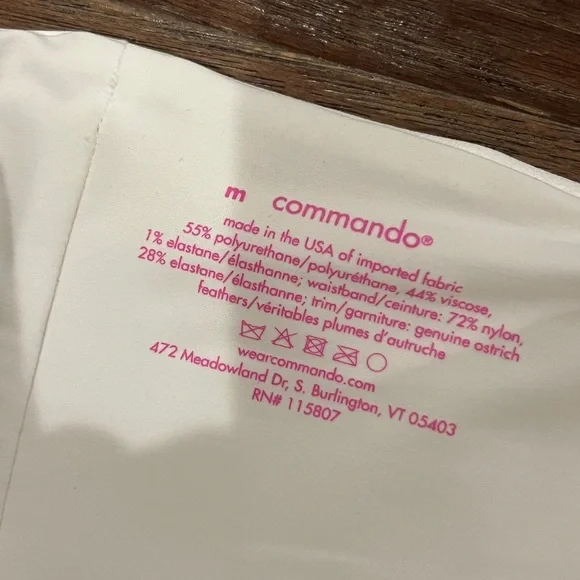 m commando®
made in the USA of imported fabric
55% polyurethane/polyuréthane, 44% viscose,
1% elastane/élasthanne; waistband/ceinture: 72% nylon,
28% elastane/élasthanne; trim/garniture: genuine ostrich
feathers/véritables plumes d'autruche
wearcommando.com
472 Meadowland Dr, S. Burlington, VT 05403
RN# 115807